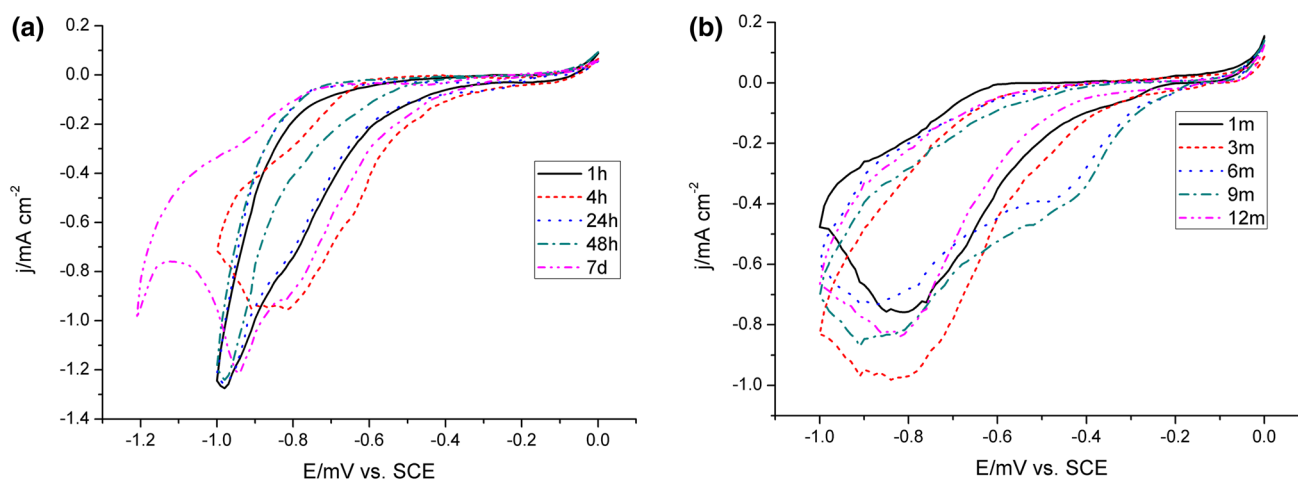 (a)
0.2
0.0
-0.2
-0.4
-0.6
-0.8
-1.0
-1.2
-1.4
j/mA cm-2
-1.2 -1.0 -0.8 -0.6 -0.4 -0.2 0.0
E/mV vs. SCE
1h
4h
24h
48h
7d
(b)
0.2
0.0
-0.2
-0.4
-0.6
-0.8
-1.0
j/mA cm-2
-1.0 -0.8 -0.6 -0.4 -0.2 0.0
E/mV vs. SCE
1m
3m
6m
9m
12m